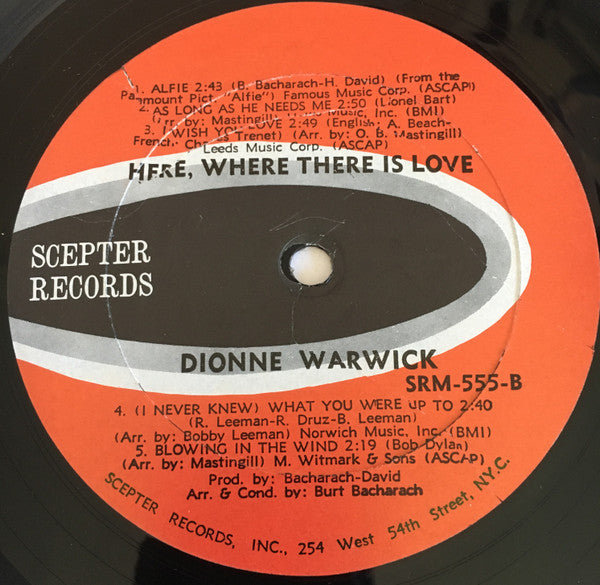 1. ALFIE 2:43 (B. Bacharach-H. David) (From the
Paramount Pict. "Alfie") Famous Music Corp. (ASCAP)
2. AS LONG AS HE NEEDS ME 2:50 (Lionel Bart)
(Arr by: Mastingill) Music, Inc. (BMI)
3. I WISH YOU LOVE 2:49 (English: A. Beach-
French: Trenet) (Arr by: O. B. Mastingill)
Leeds Music Corp. (ASCAP)
HERE, WHERE THERE IS LOVE
SCEPTER
RECORDS
DIONNE WARWICK
SRM-555-B
4. (I NEVER KNEW) WHAT YOU WERE UP TO 2:40
(R. Leeman-R. Druz-B. Leeman)
(Arr. by: Bobby Leeman) Norwich Music, Inc. (BMI)
5. BLOWING IN THE WIND 2:19 (Bob Dylan)
(Arr. by: Mastingill) M. Witmark & Sons (ASCAP)
Prod. by: Bacharach-David
Arr. & Cond. by: Burt Bacharach
SCEPTER RECORDS, INC., 254 West 54th Street, N.Y.C.